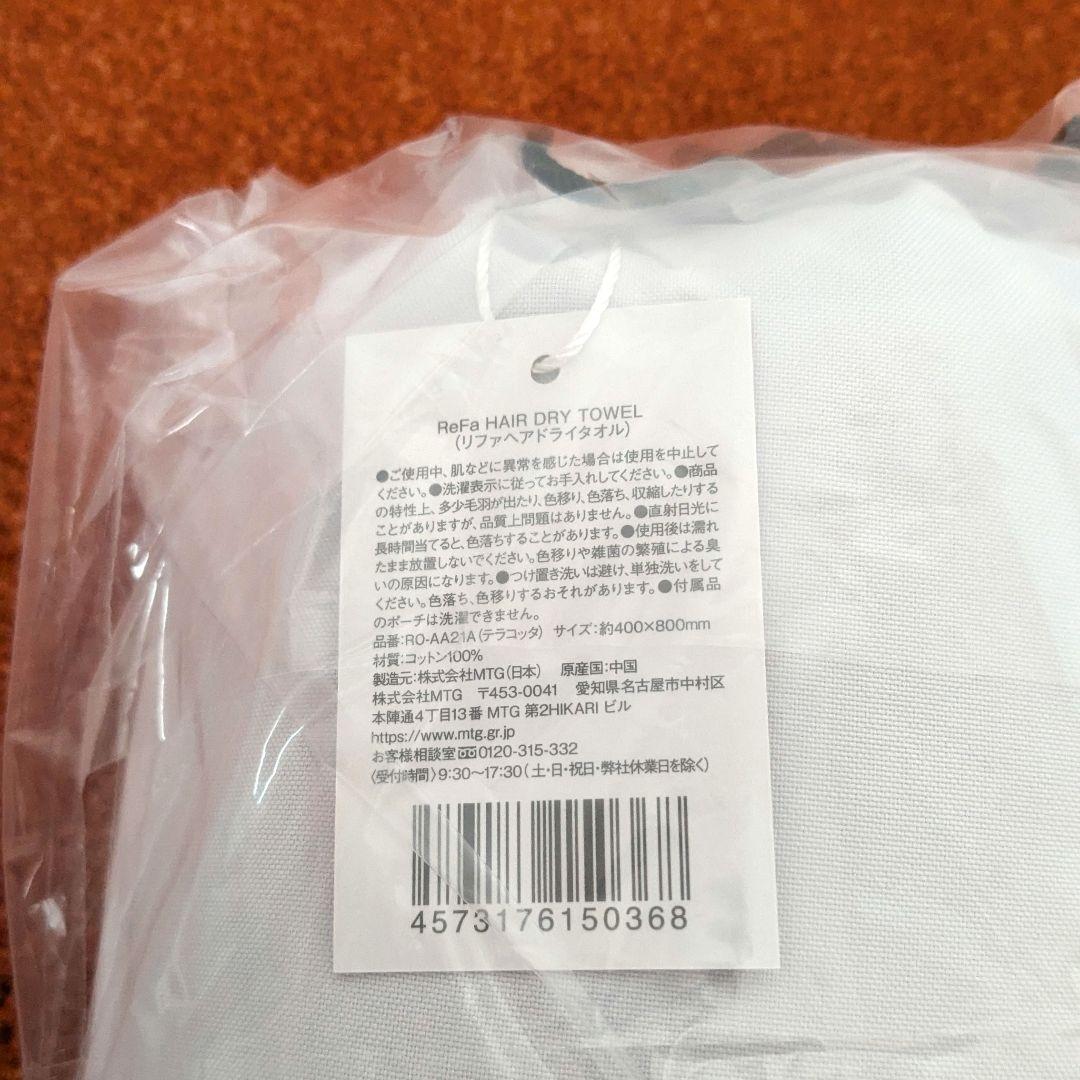 ReFa HAIR DRY TOWEL
(リファヘアドライタオル)
●ご使用中、肌などに異常を感じた場合は使用を中止して
ください。●洗濯表示に従ってお手入れしてください。●商品
の特性上、多少毛羽が出たり、色移り、色落ち、収縮したりする
ことがありますが、品質上問題はありません。●直射日光に
長時間当てると、色落ちすることがあります。●使用後は濡れ
たまま放置しないでください。色移りや雑菌の繁殖による臭
いの原因になります。●つけ置き洗いは避け、単独洗いをして
ください。色落ち、色移りするおそれがあります。●付属品
のポーチは洗濯できません。
品番:RO-AA21A(テラコッタ) サイズ:約400×800mm
材質:コットン100%
製造元:株式会社MTG(日本) 原産国:中国
株式会社MTG 〒453-0041 愛知県名古屋市中村区
本陣通4丁目13番 MTG 第2HIKARI ビル
https://www.mtg.gr.jp
お客様相談室 0120-315-332
〈受付時間〉9:30〜17:30(土・日・祝日・弊社休業日を除く)
4573176150368